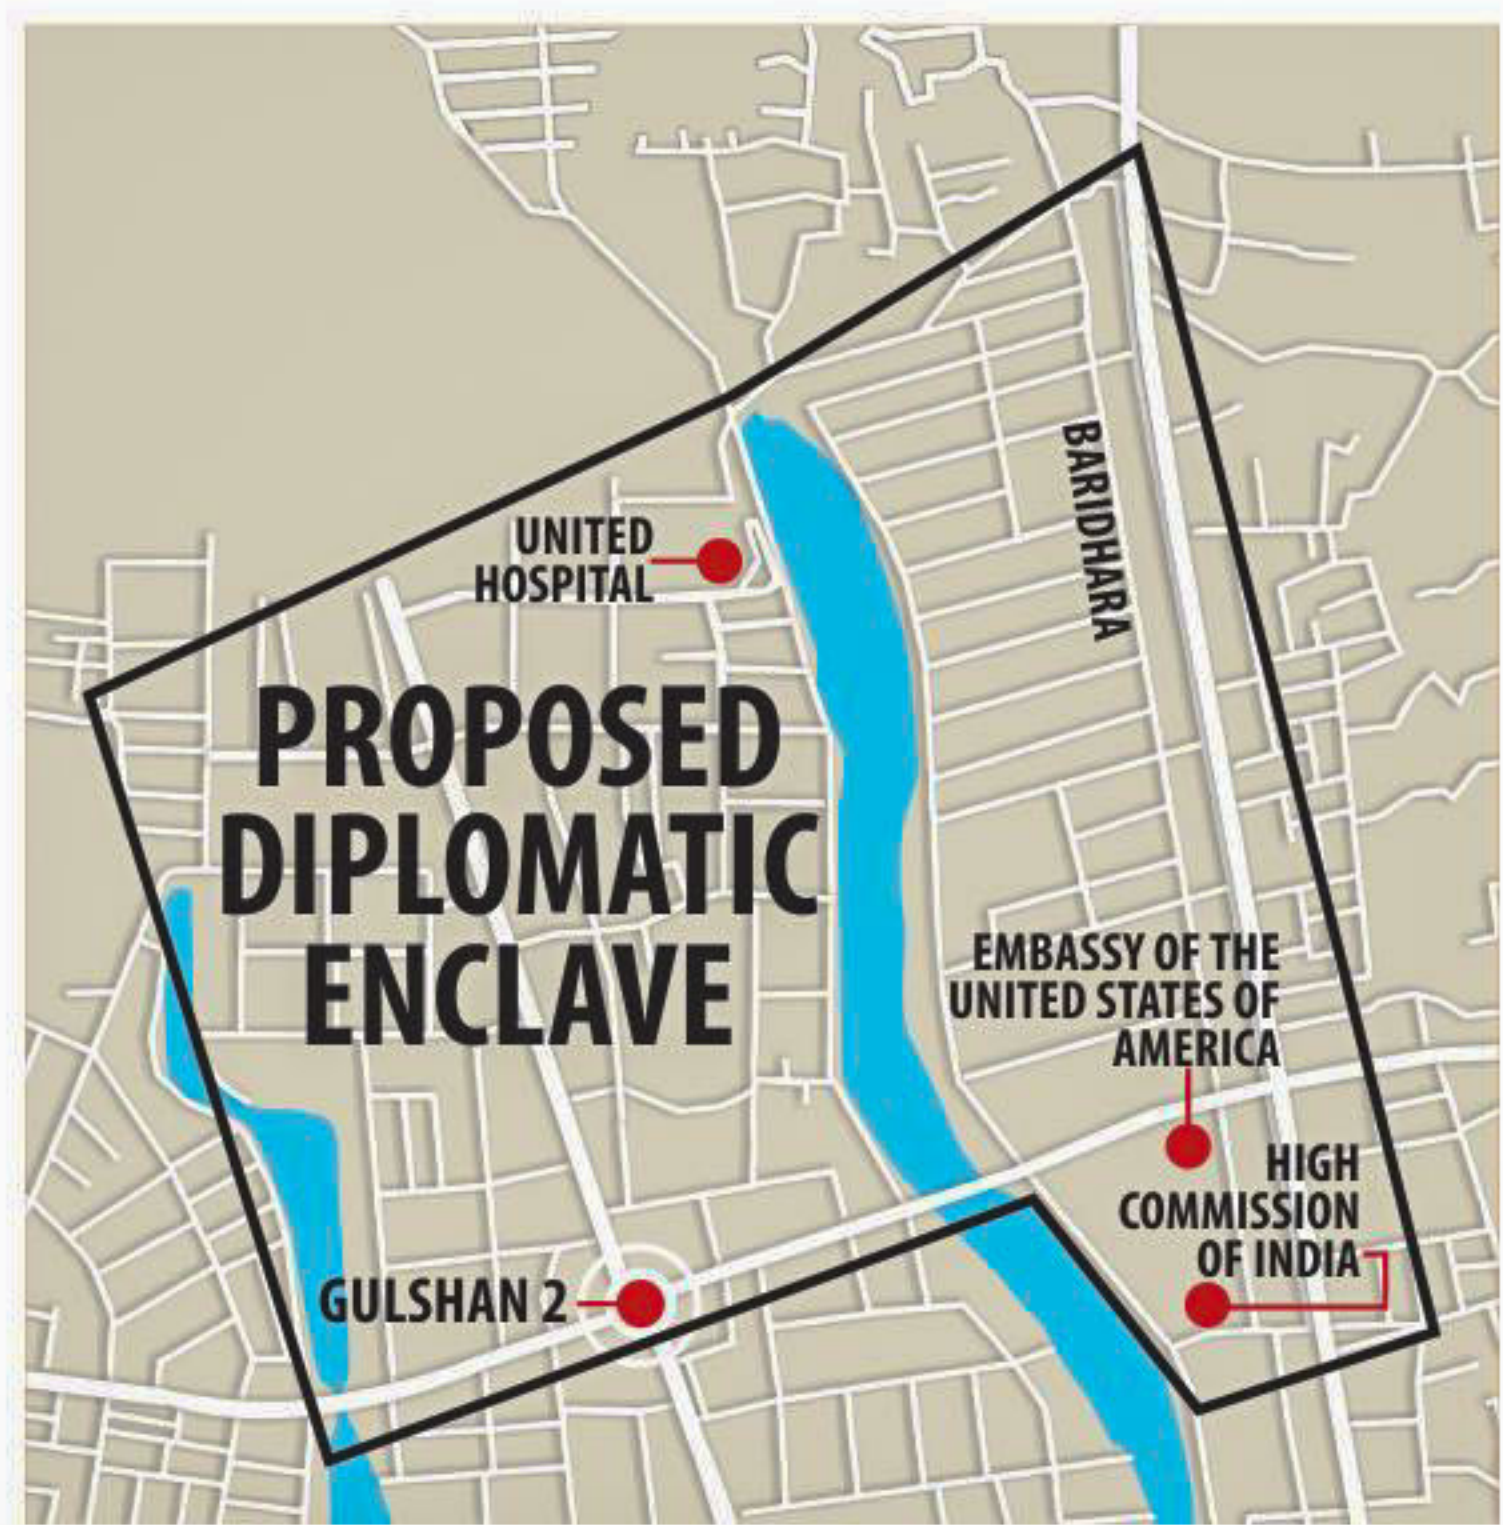 BARIDHARA
UNITED
HOSPITAL
PROPOSED
DIPLOMATIC
ENCLAVE
EMBASSY OF THE
UNITED STATES OF
AMERICA
HIGH
COMMISSION
OF INDIA
GULSHAN 2